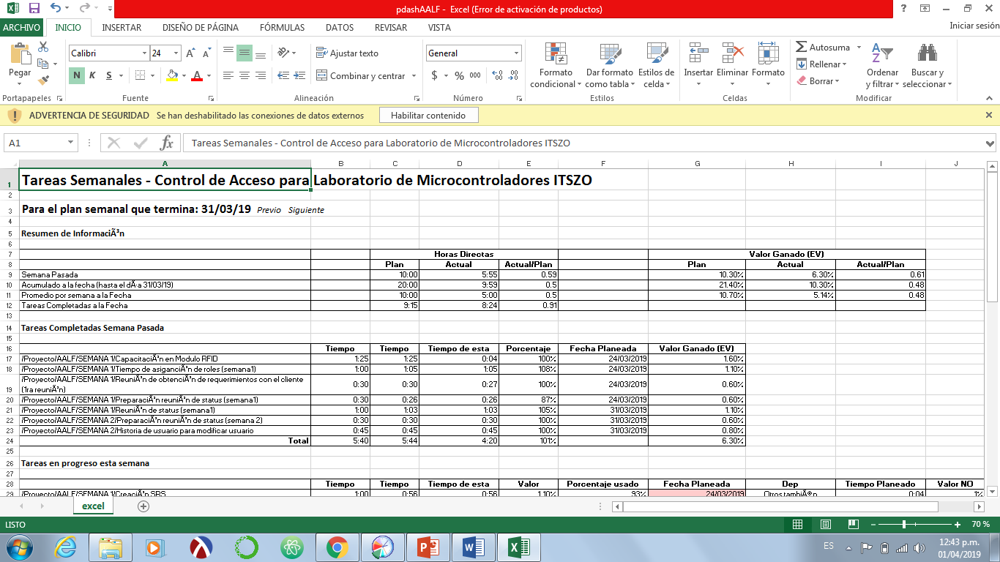 pdashAALF - Excel (Error de activación de productos)
ARCHIVO INICIO INSERTAR DISEÑO DE PÁGINA FÓRMULAS DATOS REVISAR VISTA Iniciar sesión
Pegar
Calibri 24
Ajustar texto
General
Autosuma
N K S
Combinar y centrar
$ % 000
Formato condicional
Dar formato como tabla
Estilos de celda
Insertar Eliminar Formato
Rellenar
Borrar
Ordenar y filtrar
Buscar y seleccionar
Portapapeles Fuente Alineación Número Estilos Celdas Modificar
ADVERTENCIA DE SEGURIDAD Se han deshabilitado las conexiones de datos externos Habilitar contenido
A1 fx Tareas Semanales - Control de Acceso para Laboratorio de Microcontroladores ITSZO
A B C D E F G H I J
1 Tareas Semanales - Control de Acceso para Laboratorio de Microcontroladores ITSZO
2
3 Para el plan semanal que termina: 31/03/19 Previo Siguiente
4
5 Resumen de InformaciÃ³n
6
7 Horas Directas Valor Ganado (EV)
8 Plan Actual Actual/Plan Plan Actual Actual/Plan
9 Semana Pasada 10:00 5:55 0.59 10.30% 6.30% 0.61
10 Acumulado a la fecha (hasta el dÃ­a 31/03/19) 20:00 9:59 0.5 21.40% 10.30% 0.48
11 Promedio por semana a la Fecha 10:00 5:00 0.5 10.70% 5.14% 0.48
12 Tareas Completadas a la Fecha 9:15 8:24 0.91
13
14 Tareas Completadas Semana Pasada
15
16 Tiempo Tiempo Tiempo de esta Porcentaje Fecha Planeada Valor Ganado (EV)
17 /Proyecto/AALF/SEMANA 1/CapacitaciÃ³n en Modulo RFID 1:25 1:25 0:04 100% 24/03/2019 1.60%
18 /Proyecto/AALF/SEMANA 1/Tiempo de asiganciÃ³n de roles (semana1) 1:00 1:05 1:05 108% 24/03/2019 1.10%
19 /Proyecto/AALF/SEMANA 1/ReuniÃ³n de obtenciÃ³n de requerimientos con el cliente (1ra reuniÃ³n) 0:30 0:30 0:27 100% 24/03/2019 0.60%
20 /Proyecto/AALF/SEMANA 1/PreparaciÃ³n reuniÃ³n de status (semana1) 0:30 0:26 0:26 87% 24/03/2019 0.60%
21 /Proyecto/AALF/SEMANA 1/ReuniÃ³n de status (semana1) 1:00 1:03 1:03 105% 31/03/2019 1.10%
22 /Proyecto/AALF/SEMANA 2/PreparaciÃ³n reuniÃ³n de status (semana 2) 0:30 0:30 0:30 100% 31/03/2019 0.60%
23 /Proyecto/AALF/SEMANA 2/Historia de usuario para modificar usuario 0:45 0:45 0:45 100% 31/03/2019 0.80%
24 Total 5:40 5:44 4:20 101% 6.30%
25
26 Tareas en progreso esta semana
27
28 Tiempo Tiempo Tiempo de esta Valor Porcentaje usado Fecha Planeada Dep Tiempo Planeado Valor NO
29 /Proyecto/AALF/SEMANA 1/CreaciÃ³n SRS 1:00 0:56 0:56 1.10% 93% 24/03/2019 Otros tambiÃ©n 0:04 1%
excel
LISTO 70 %
ES 12:43 p.m.
01/04/2019